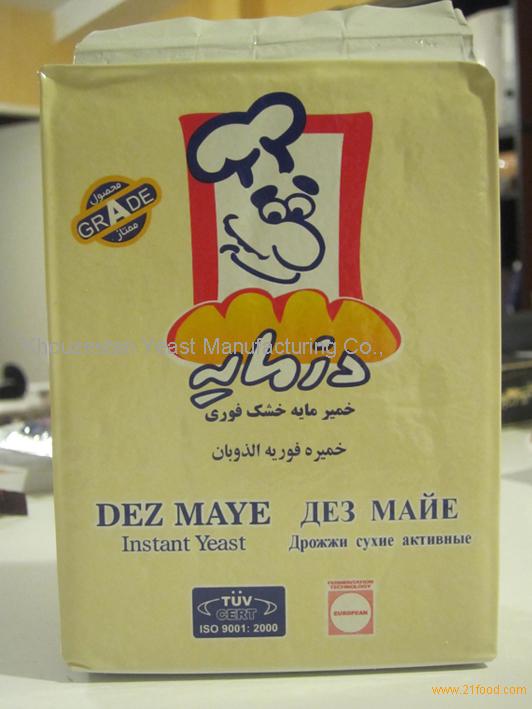 محصول
GRADE
ممتاز
Khouzestan Yeast Manufacturing Co.,
دزمایه
خمیر مایه خشک فوری
خميره فوريه الذوبان
DEZ MAYE
Instant Yeast
ДЕЗ МАЙЕ
Дрожжи сухие активные
TÜV
CERT
ISO 9001: 2000
FERMENTATION
TECHNOLOGY
EUROPEAN
www.21food.com